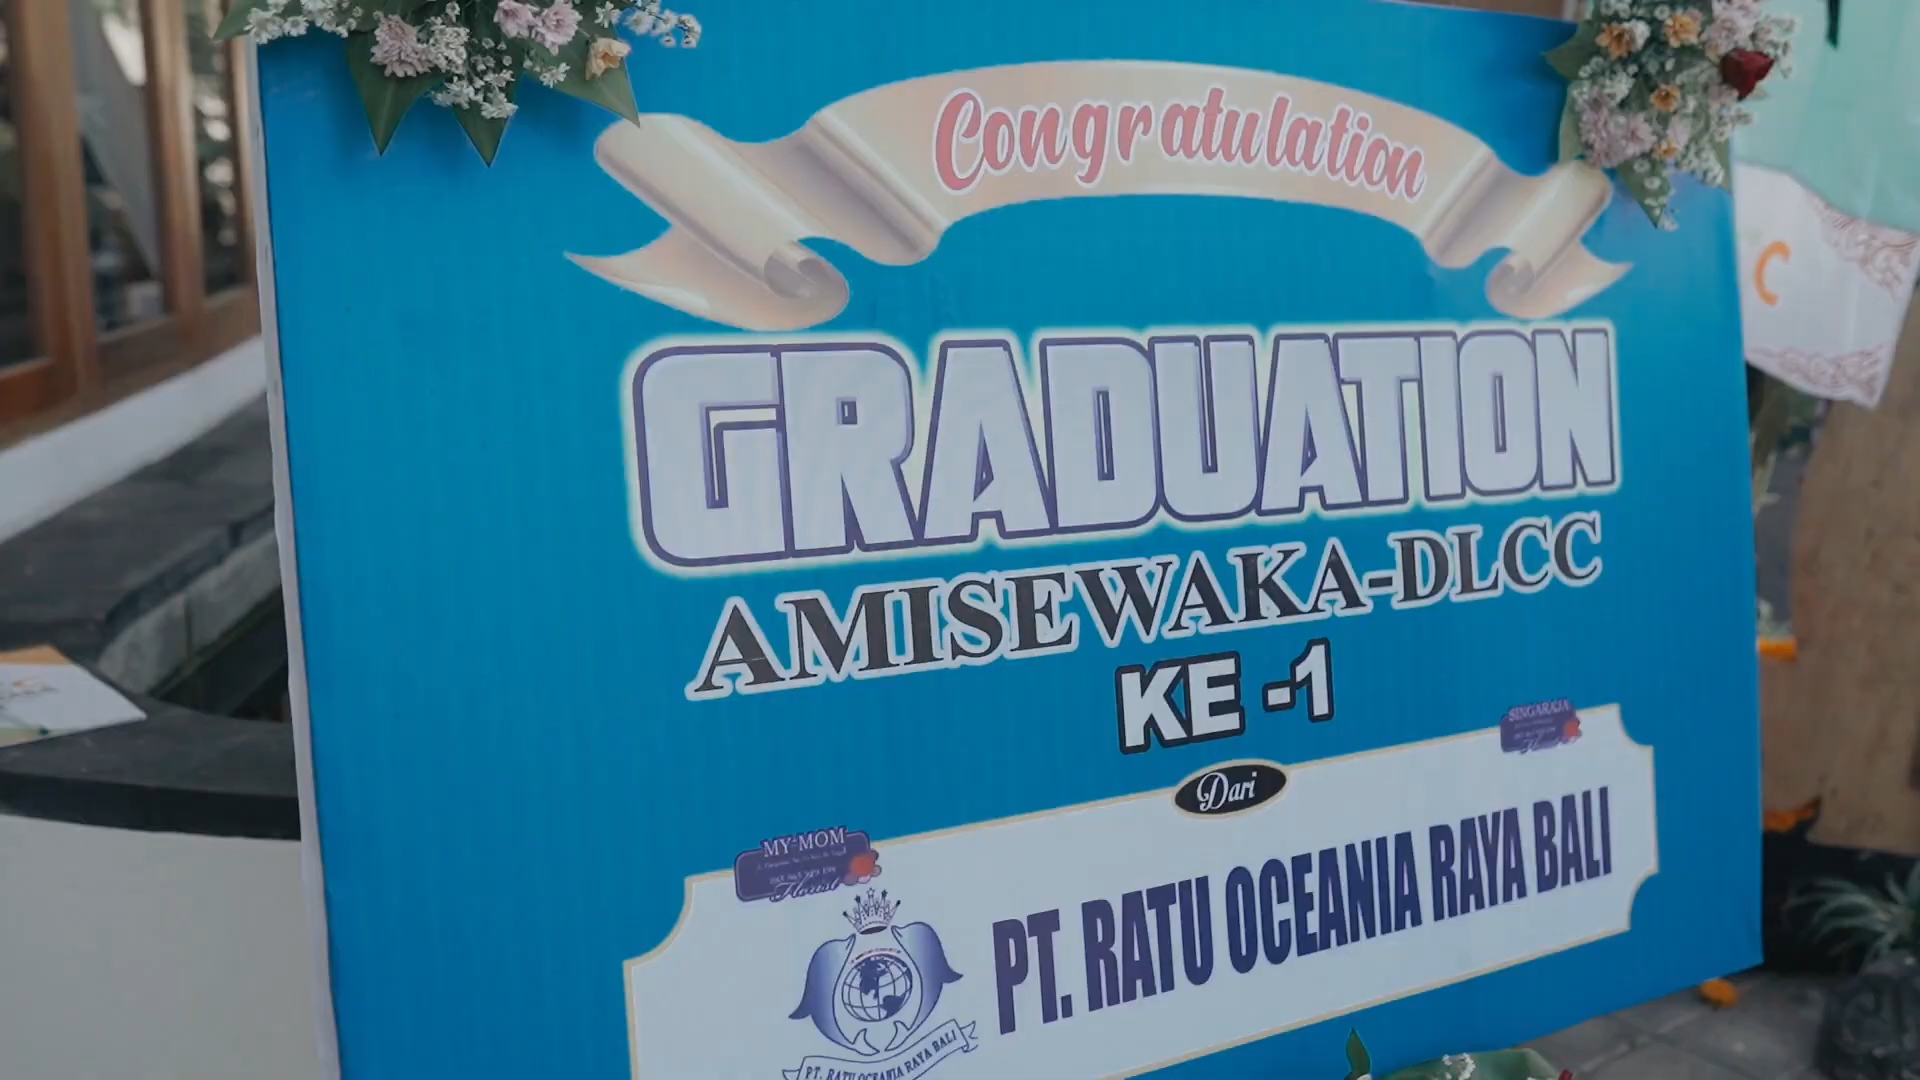 Congratulation
GRADUATION
AMISEWAKA-DLCC
KE -1
Dari
SINGARAJA
MY-MOM
Florist
PT. RATU OCEANIA RAYA BALI
PT. RATU OCEANIA RAYA BALI
C